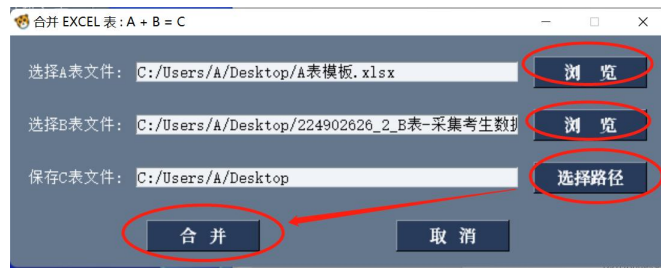 合并 EXCEL 表 : A + B = C
选择A表文件: C:/Users/A/Desktop/A表模板.xlsx 浏 览
选择B表文件: C:/Users/A/Desktop/224902626_2_B表-采集考生数据 浏 览
保存C表文件: C:/Users/A/Desktop 选择路径
合 并 取 消